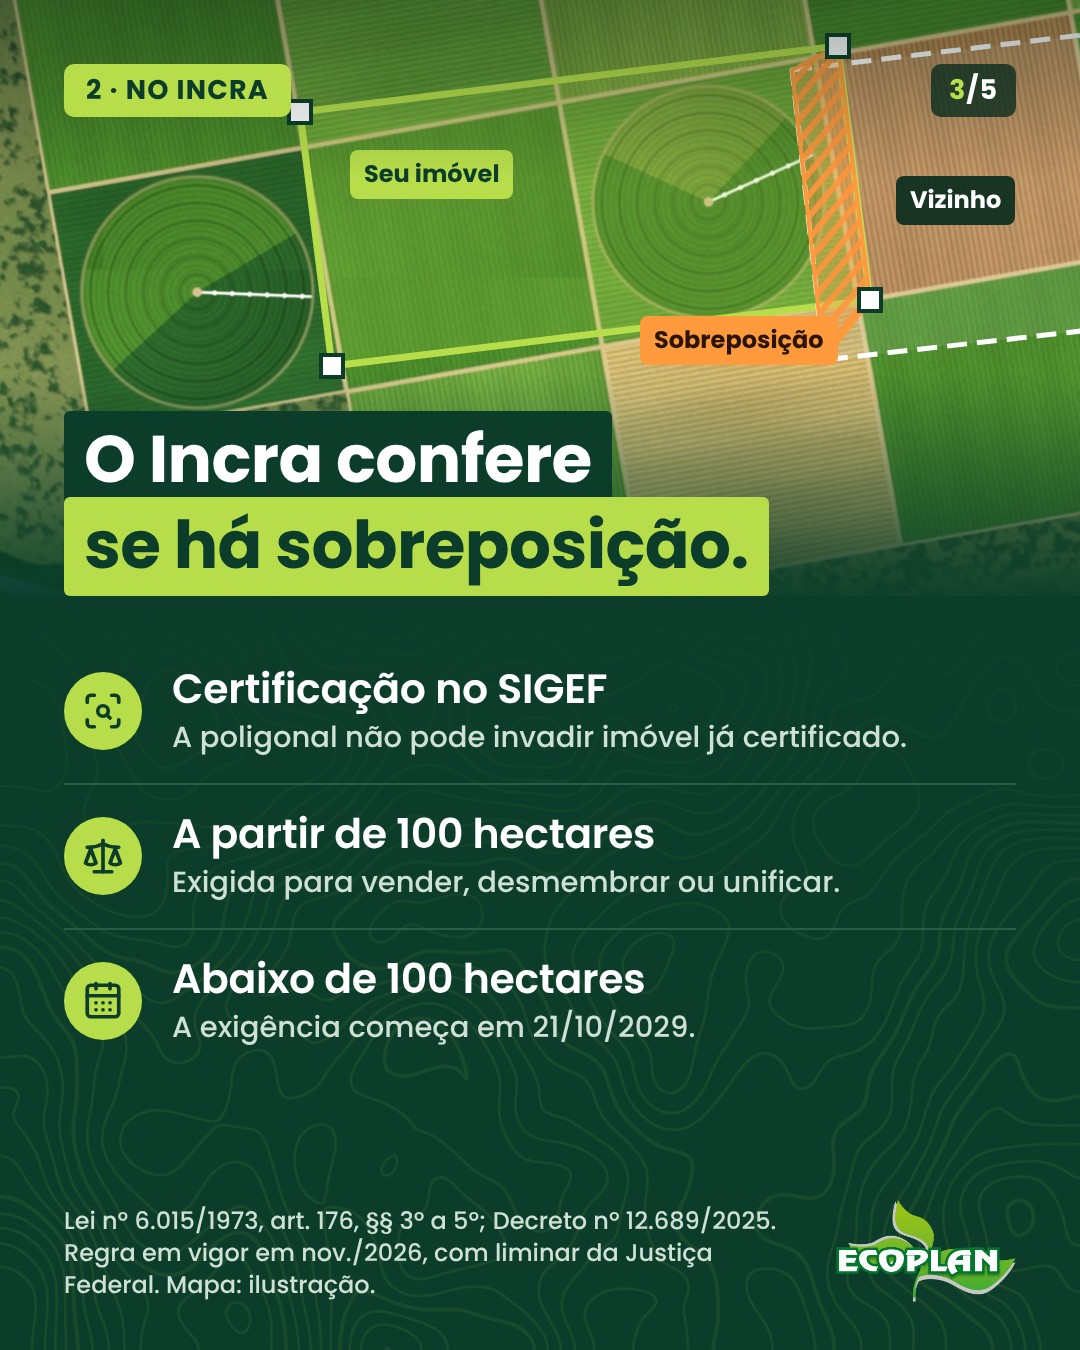 2 · NO INCRA
3/5
Seu imóvel
Vizinho
Sobreposição
O Incra confere
se há sobreposição.
Certificação no SIGEF
A poligonal não pode invadir imóvel já certificado.
A partir de 100 hectares
Exigida para vender, desmembrar ou unificar.
Abaixo de 100 hectares
A exigência começa em 21/10/2029.
Lei nº 6.015/1973, art. 176, §§ 3º a 5º; Decreto nº 12.689/2025.
Regra em vigor em nov./2026, com liminar da Justiça
Federal. Mapa: ilustração.
ECOPLAN